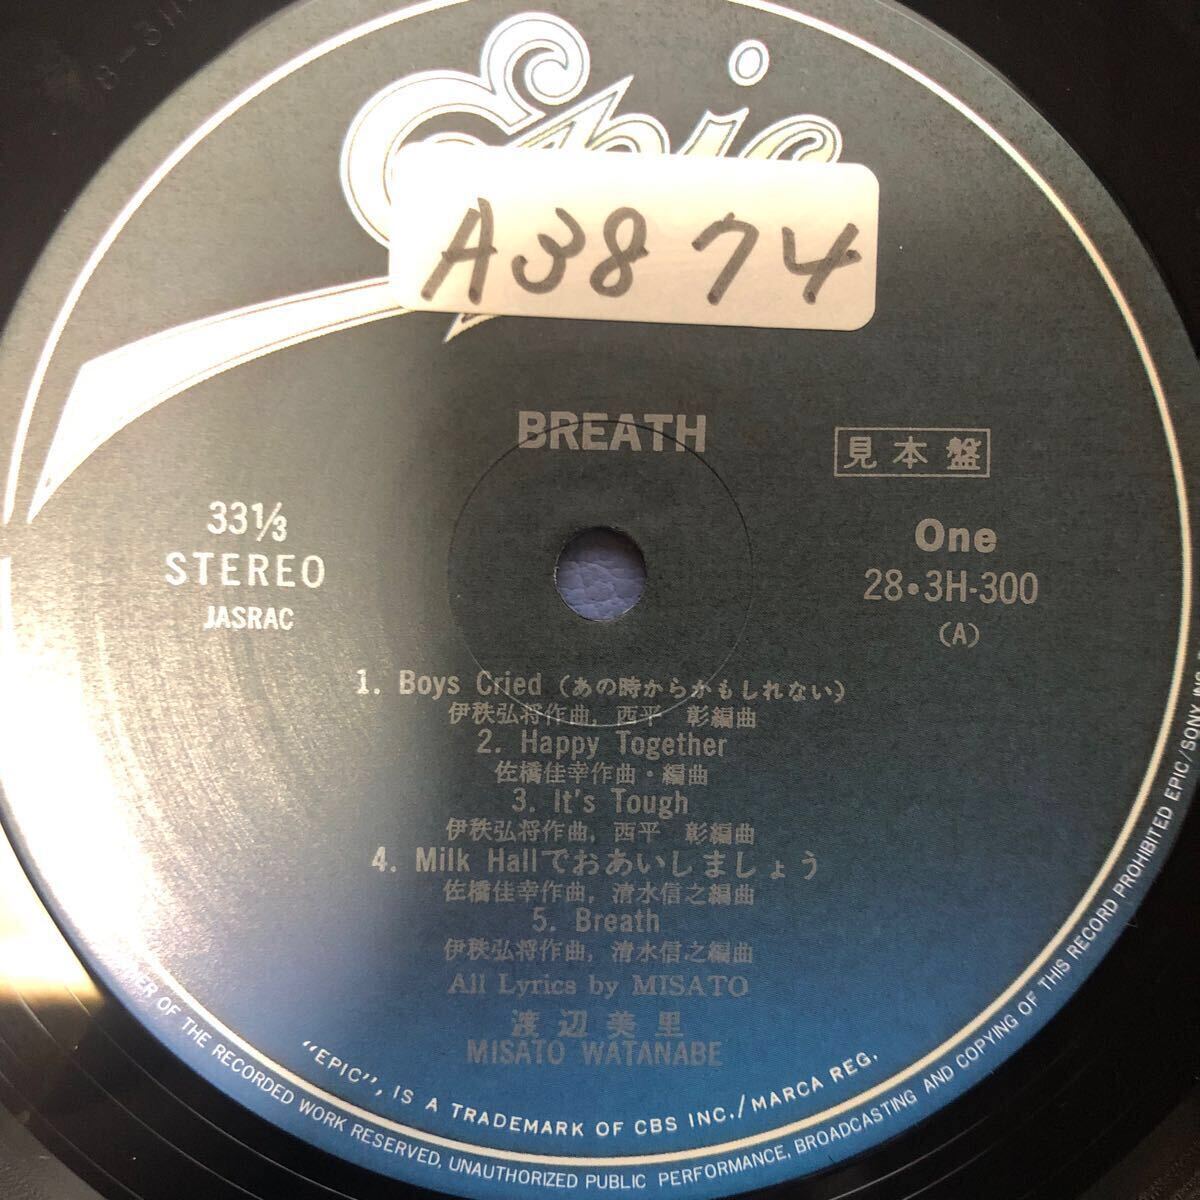 Epic
A3874
BREATH
見本盤
33⅓
STEREO
JASRAC
One
28•3H-300
(A)
1. Boys Cried (あの時からかもしれない)
伊秩弘将作曲, 西平 彰編曲
2. Happy Together
佐橋佳幸作曲・編曲
3. It's Tough
伊秩弘将作曲, 西平 彰編曲
4. Milk Hallでおあいしましょう
佐橋佳幸作曲, 清水信之編曲
5. Breath
伊秩弘将作曲, 清水信之編曲
All Lyrics by MISATO
渡辺美里
MISATO WATANABE
"EPIC", IS A TRADEMARK OF CBS INC./MARCA REG.
OF THE RECORDED WORK RESERVED, UNAUTHORIZED PUBLIC PERFORMANCE, BROADCASTING AND COPYING OF THIS RECORD PROHIBITED EPIC/SONY INC.